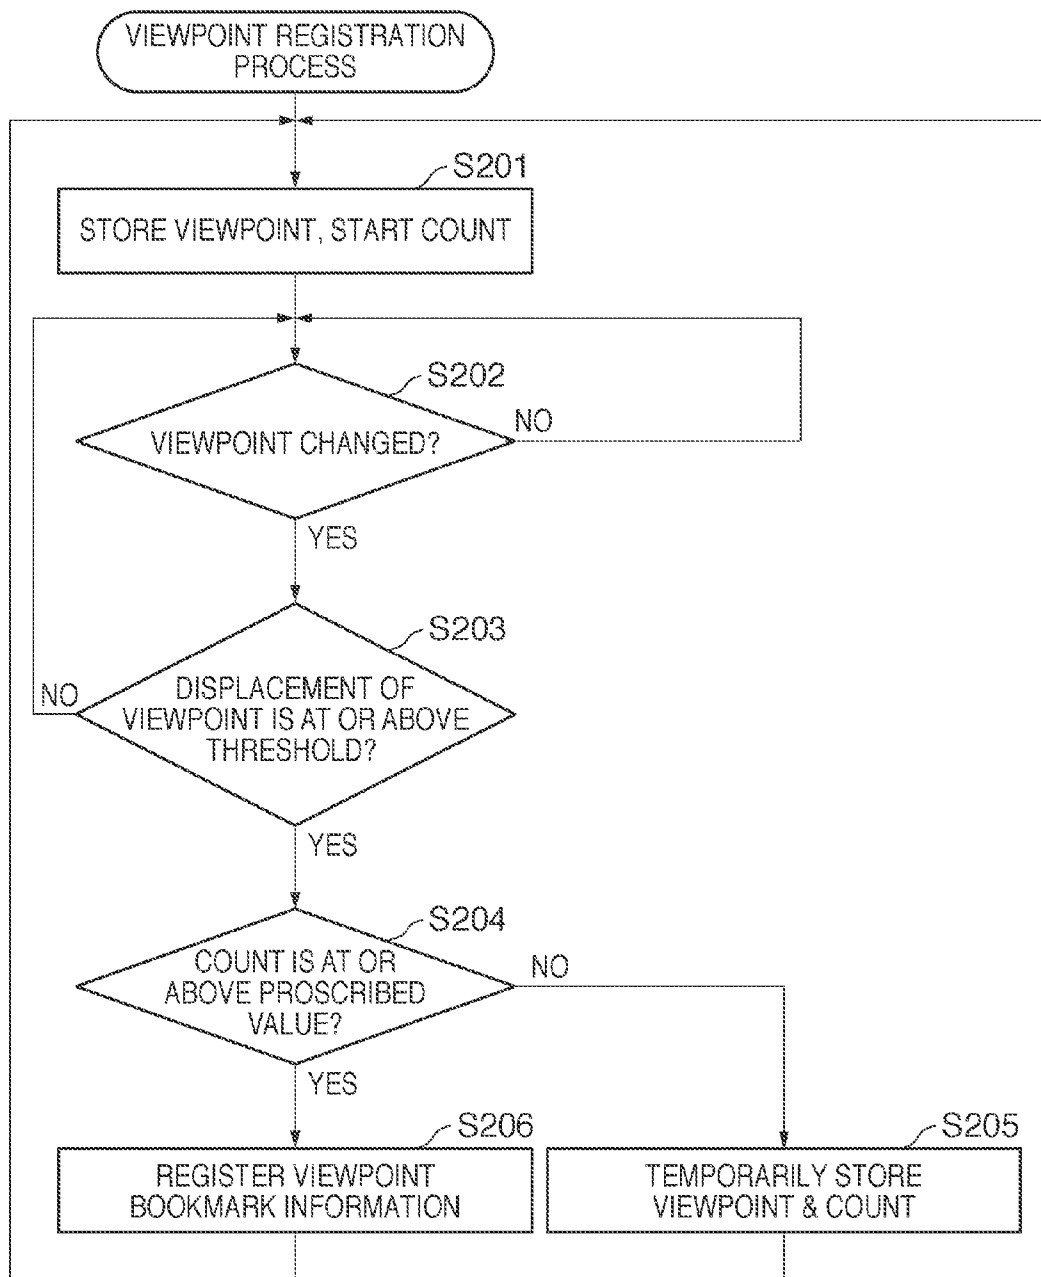 VIEWPOINT REGISTRATION
PROCESS
S201
STORE VIEWPOINT, START COUNT
S202
VIEWPOINT CHANGED?
NO
YES
S203
DISPLACEMENT OF
VIEWPOINT IS AT OR ABOVE
THRESHOLD?
NO
YES
S204
COUNT IS AT OR
ABOVE PROSCRIBED
VALUE?
NO
YES
S206
REGISTER VIEWPOINT
BOOKMARK INFORMATION
S205
TEMPORARILY STORE
VIEWPOINT & COUNT